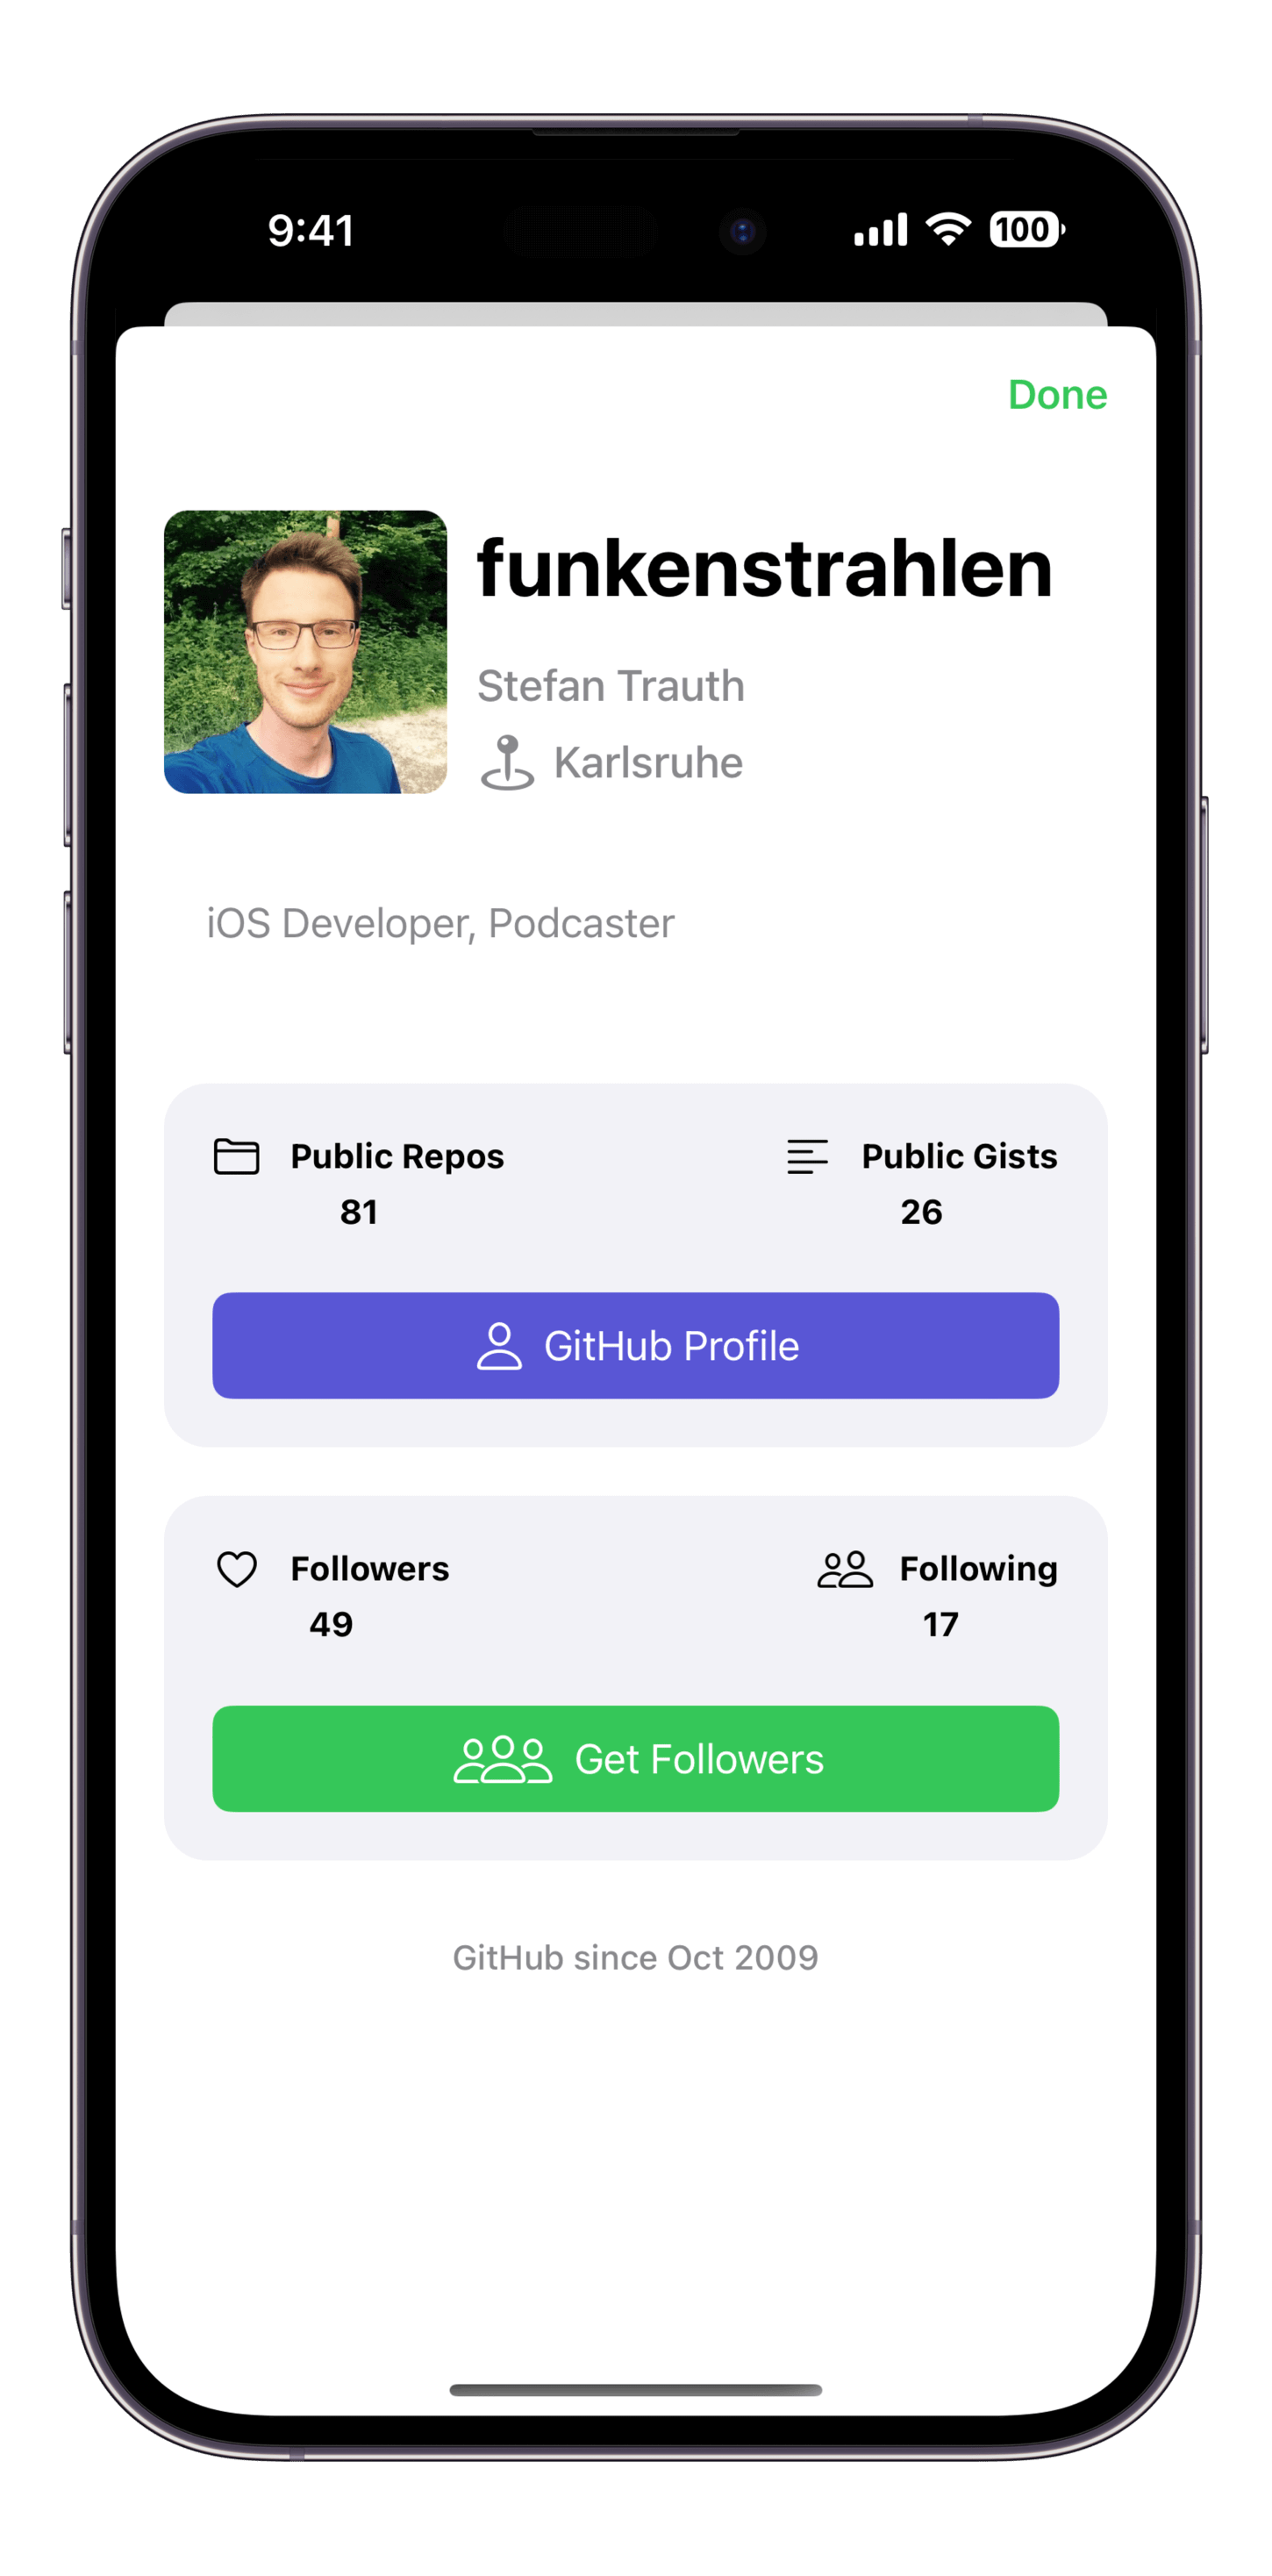 9:41
100
Done
funkenstrahlen
Stefan Trauth
Karlsruhe
iOS Developer, Podcaster
Public Repos
81
Public Gists
26
GitHub Profile
Followers
49
Following
17
Get Followers
GitHub since Oct 2009